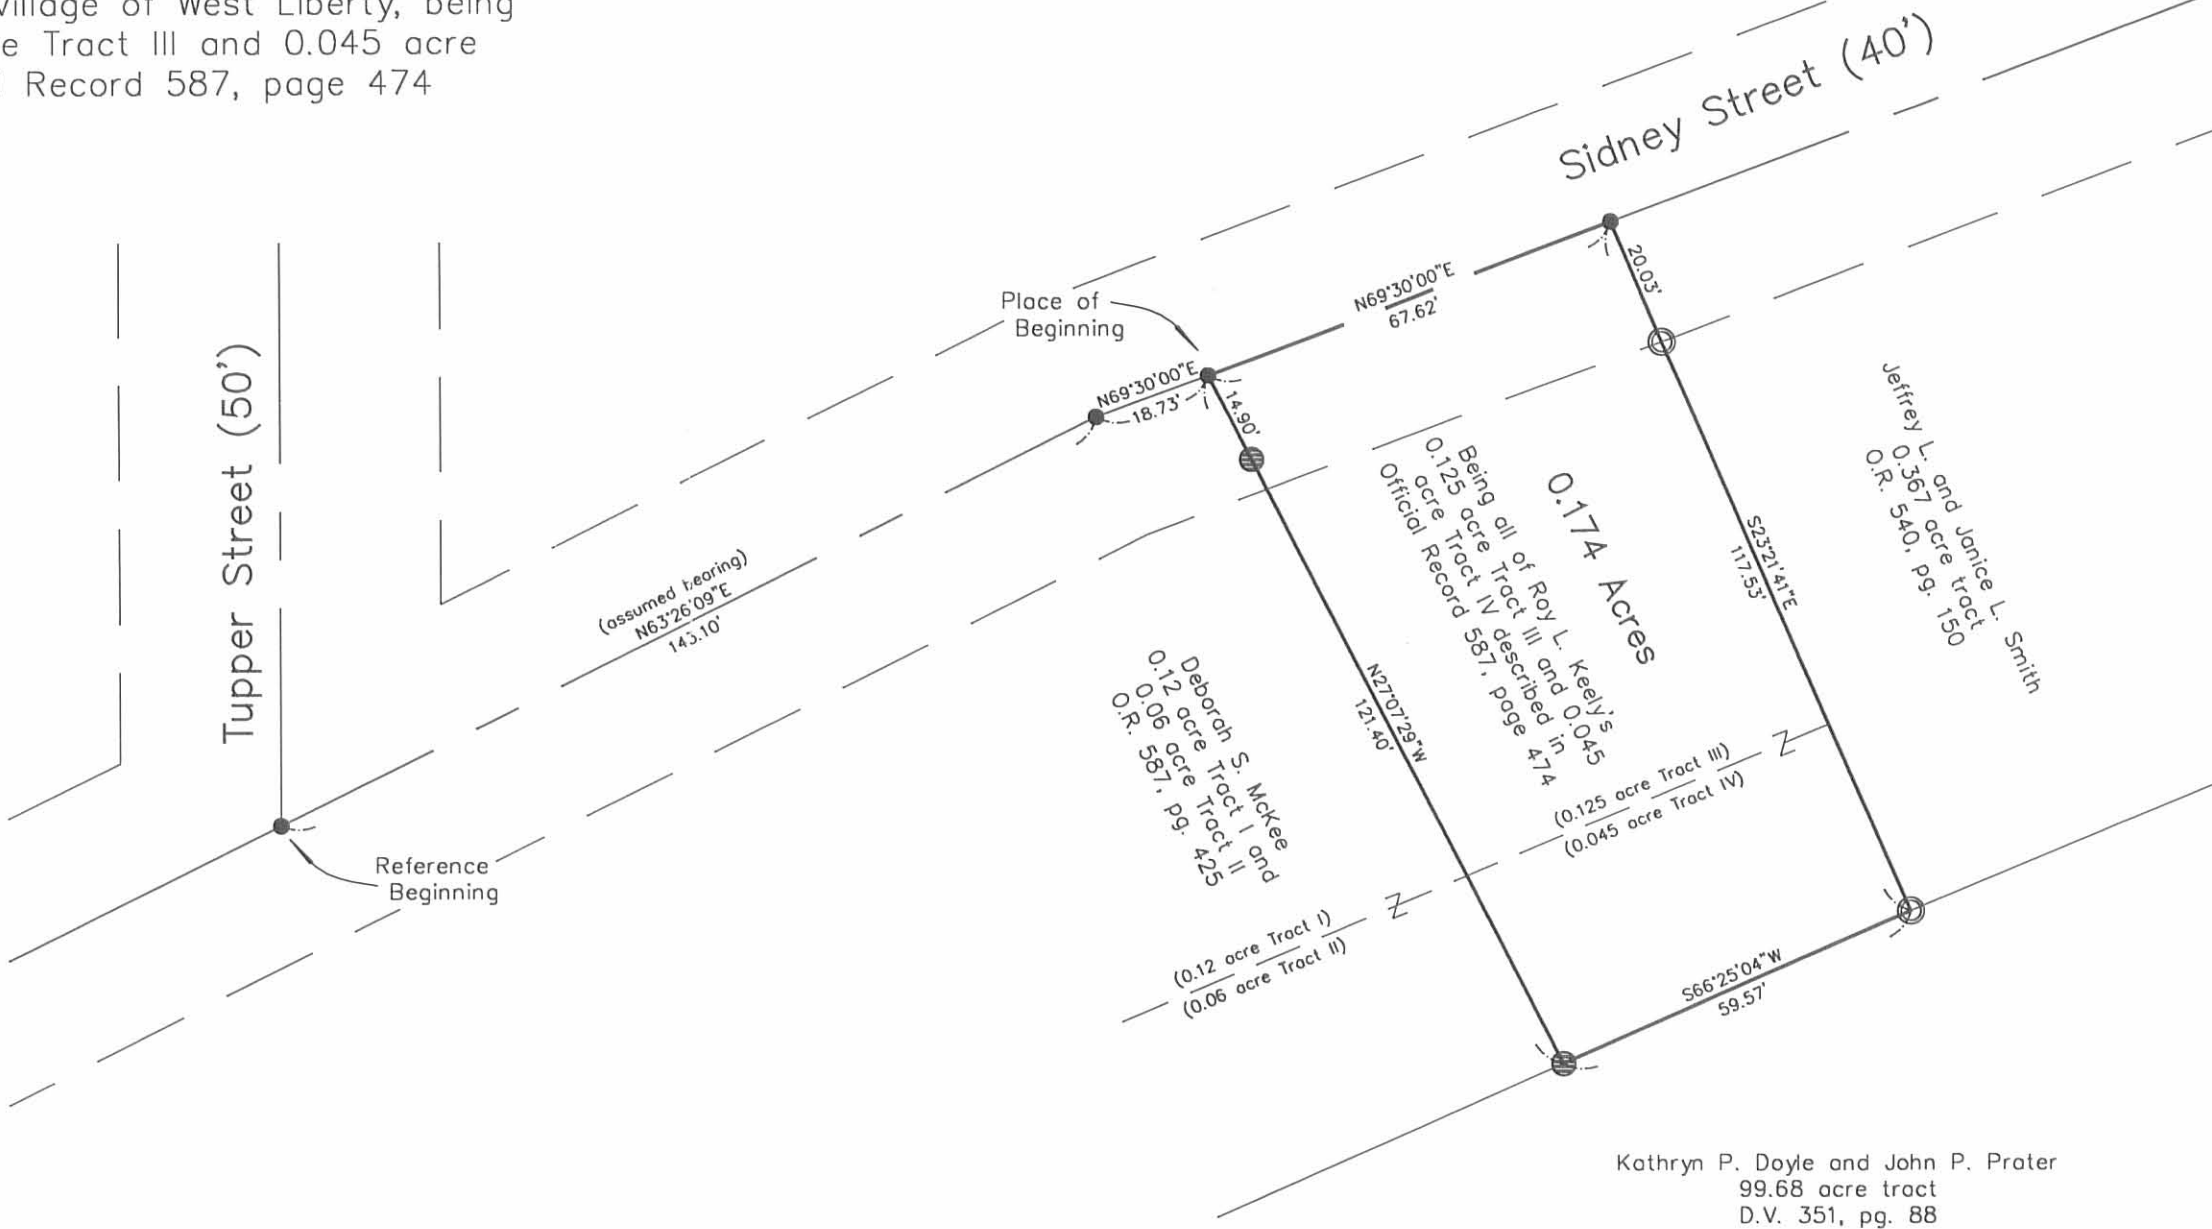 Village of West Liberty, being
e Tract III and 0.045 acre
Record 587, page 474
Sidney Street (40')
Tupper Street (50')
Place of
Beginning
N69°30'00"E
67.62'
20.03'
N69°30'00"E
18.73'
14.90'
(assumed bearing)
N63°26'09"E
143.10'
Reference
Beginning
0.174 Acres
Being all of Roy L. Keely's
0.125 acre Tract III and 0.045
acre Tract IV described in
Official Record 587, page 474
Jeffrey L. and Janice L. Smith
0.367 acre tract
O.R. 540, pg. 150
S23°21'41"E
117.53'
N27°07'29"W
121.40'
Deborah S. McKee
0.12 acre Tract I and
0.06 acre Tract II
O.R. 587, pg. 425
(0.125 acre Tract III)
(0.045 acre Tract IV)
Z
(0.12 acre Tract I)
(0.06 acre Tract II)
Z
S66°25'04"W
59.57'
Kathryn P. Doyle and John P. Prater
99.68 acre tract
D.V. 351, pg. 88